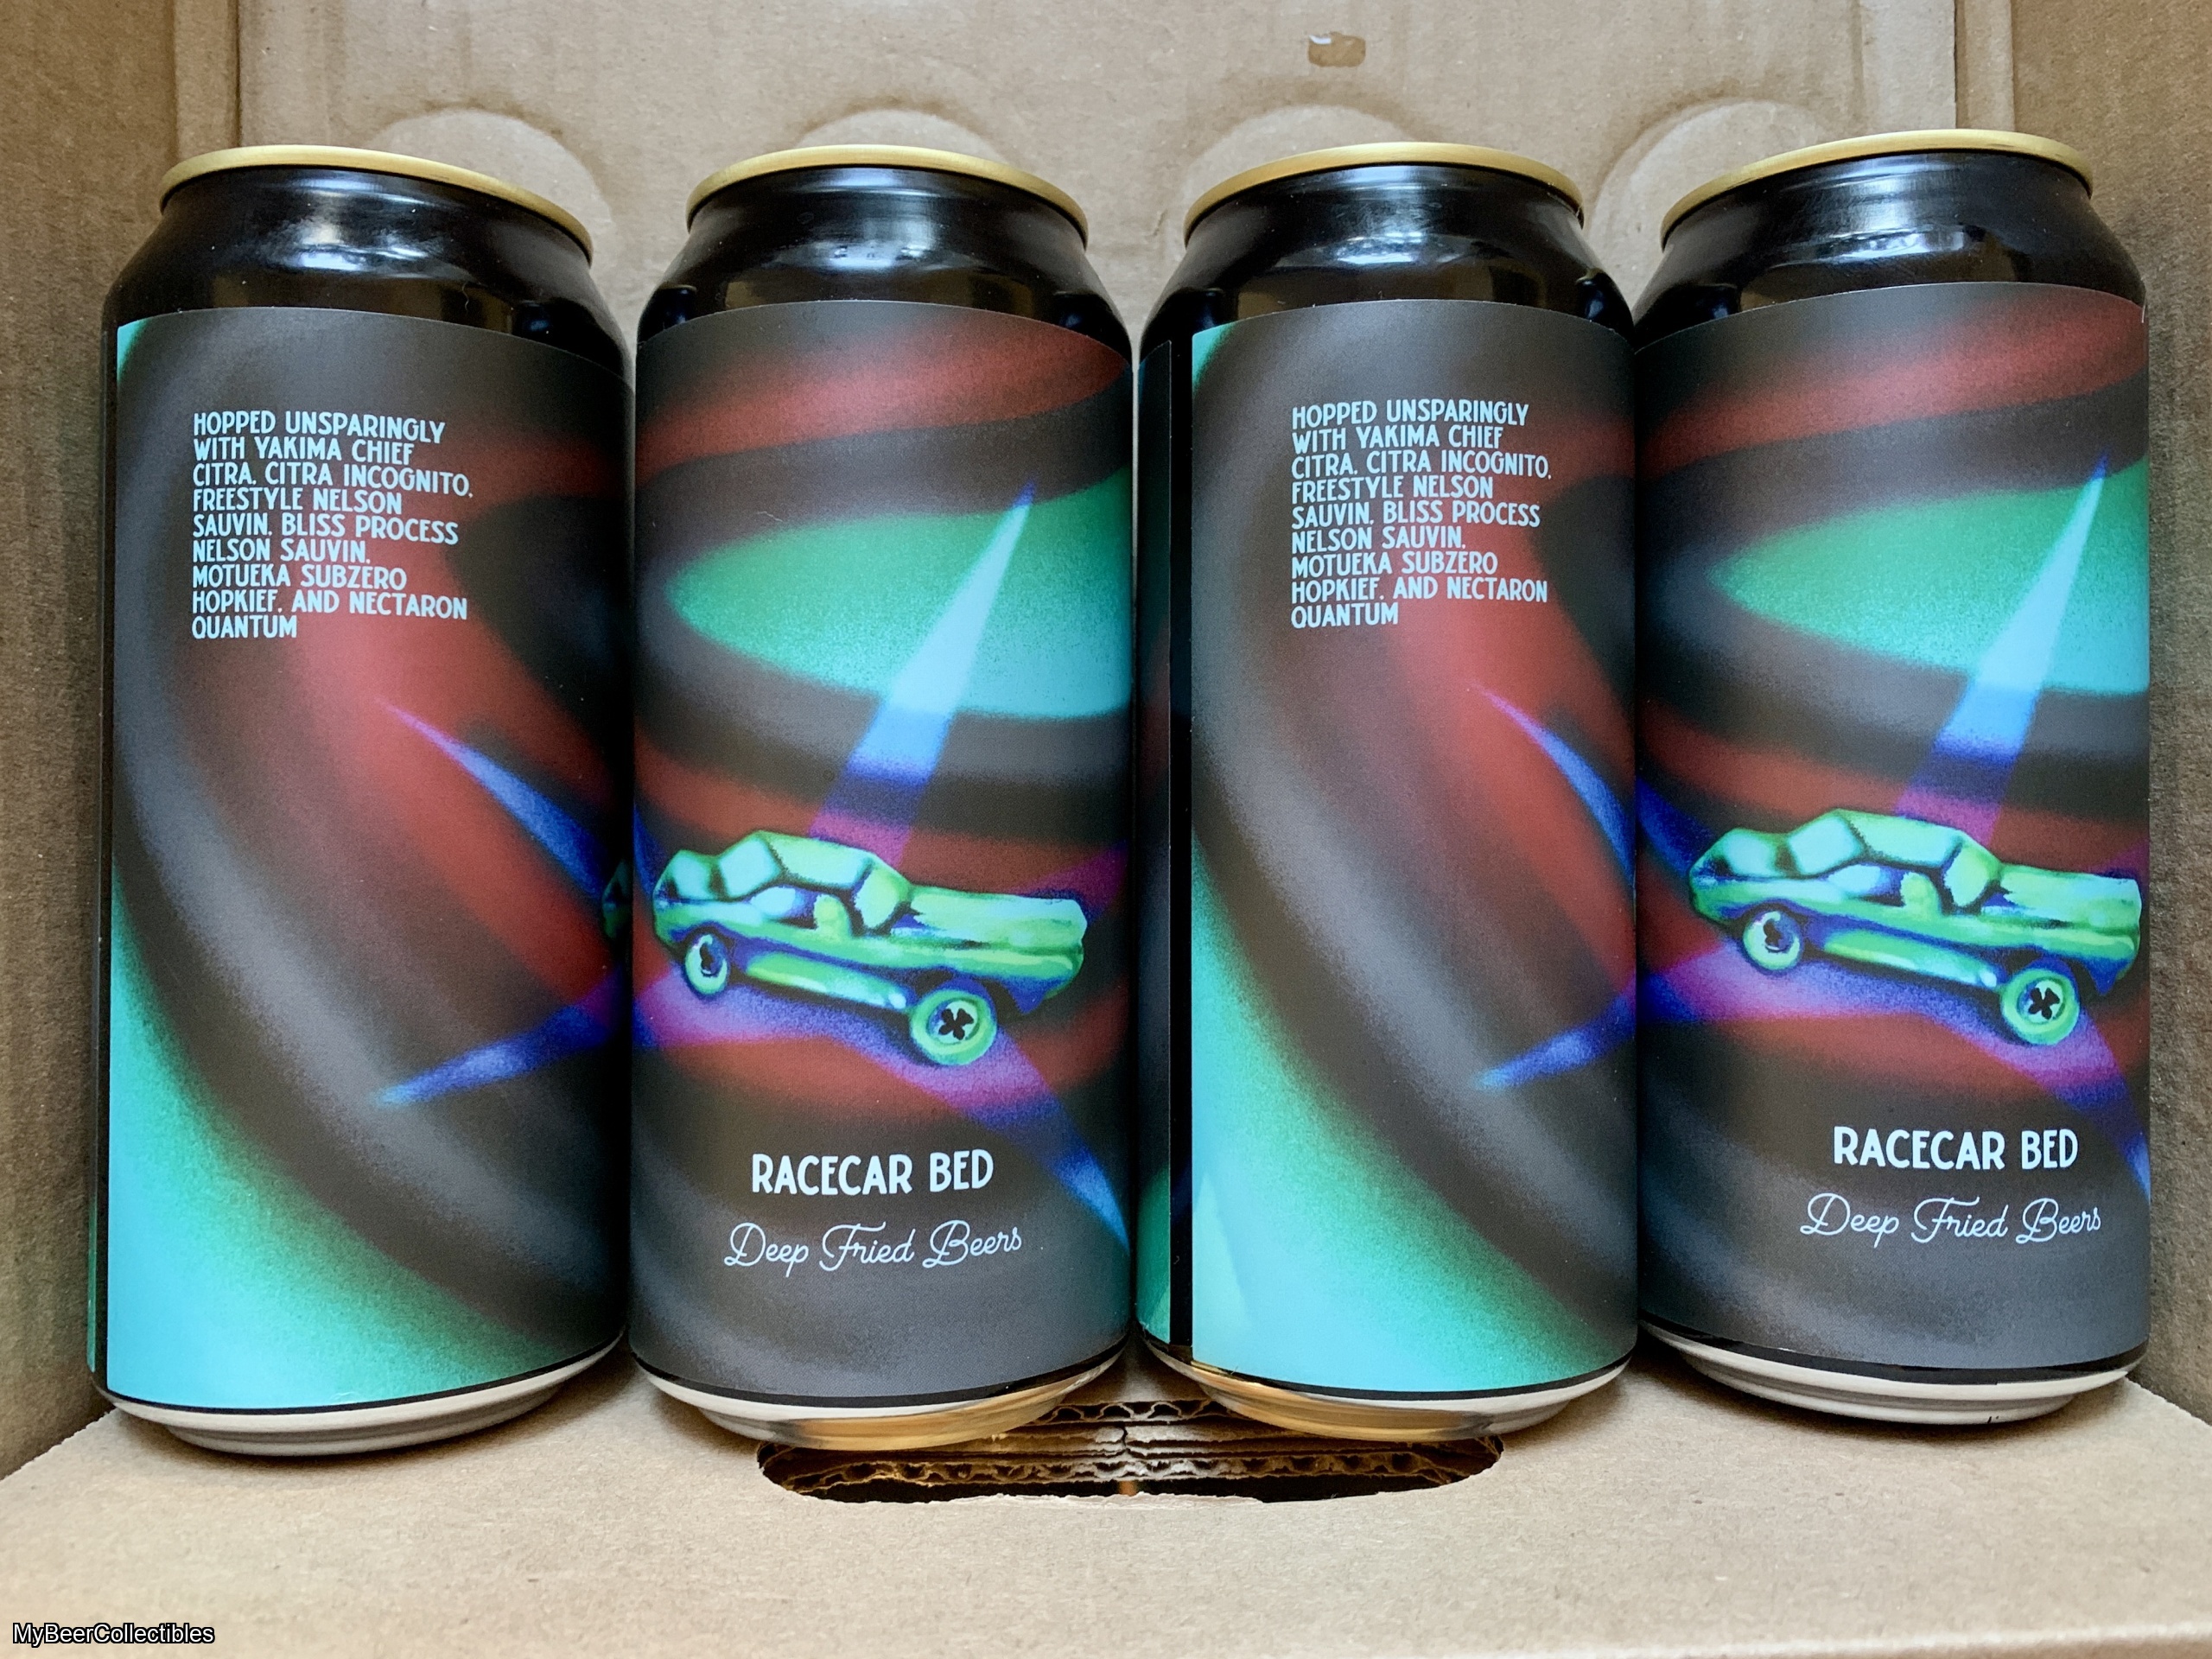 HOPPED UNSPARINGLY
WITH YAKIMA CHIEF
CITRA, CITRA INCOGNITO,
FREESTYLE NELSON
SAUVIN, BLISS PROCESS
NELSON SAUVIN,
MOTUEKA SUBZERO
HOPKIEF, AND NECTARON
QUANTUM
RACECAR BED
Deep Fried Beers
HOPPED UNSPARINGLY
WITH YAKIMA CHIEF
CITRA, CITRA INCOGNITO,
FREESTYLE NELSON
SAUVIN, BLISS PROCESS
NELSON SAUVIN,
MOTUEKA SUBZERO
HOPKIEF, AND NECTARON
QUANTUM
RACECAR BED
Deep Fried Beers
MyBeerCollectibles